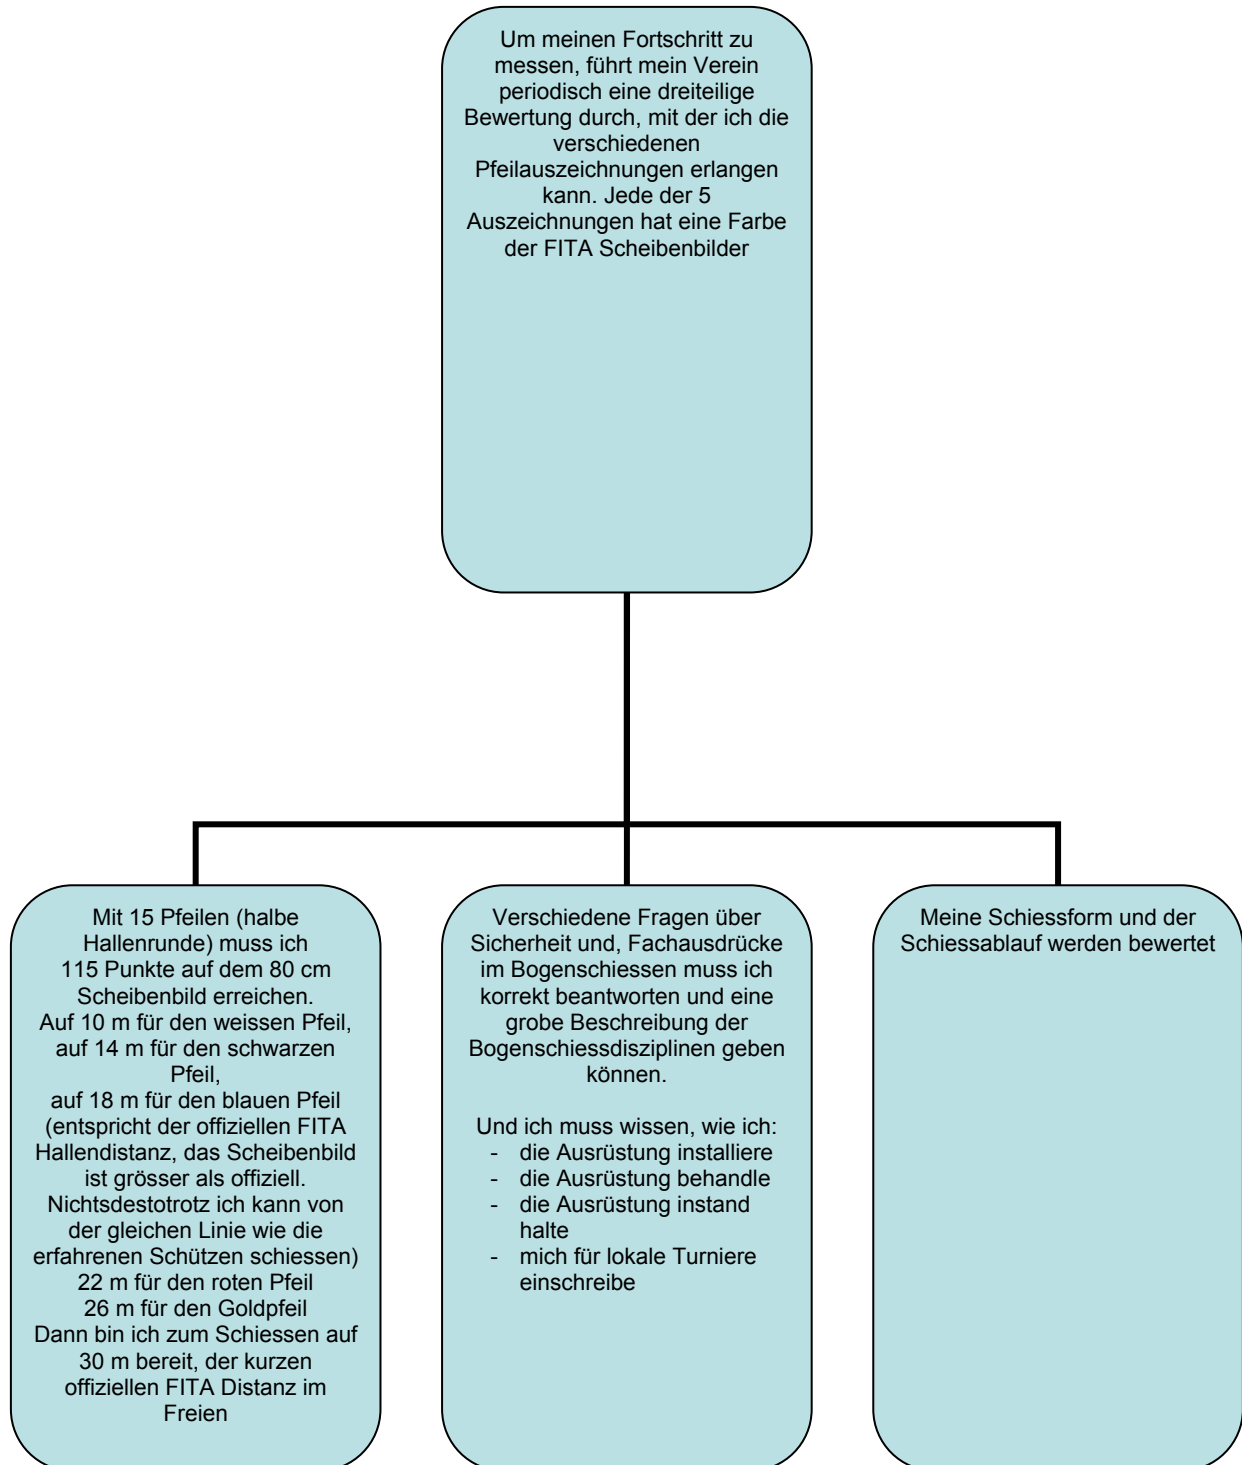 Um meinen Fortschritt zu
messen, führt mein Verein
periodisch eine dreiteilige
Bewertung durch, mit der ich die
verschiedenen
Pfeilauszeichnungen erlangen
kann. Jede der 5
Auszeichnungen hat eine Farbe
der FITA Scheibenbilder
Mit 15 Pfeilen (halbe
Hallenrunde) muss ich
115 Punkte auf dem 80 cm
Scheibenbild erreichen.
Auf 10 m für den weissen Pfeil,
auf 14 m für den schwarzen
Pfeil,
auf 18 m für den blauen Pfeil
(entspricht der offiziellen FITA
Hallendistanz, das Scheibenbild
ist grösser als offiziell.
Nichtsdestotrotz ich kann von
der gleichen Linie wie die
erfahrenen Schützen schiessen)
22 m für den roten Pfeil
26 m für den Goldpfeil
Dann bin ich zum Schiessen auf
30 m bereit, der kurzen
offiziellen FITA Distanz im
Freien
Verschiedene Fragen über
Sicherheit und, Fachausdrücke
im Bogenschiessen muss ich
korrekt beantworten und eine
grobe Beschreibung der
Bogenschiessdisziplinen geben
können.
Und ich muss wissen, wie ich:
- die Ausrüstung installiere
- die Ausrüstung behandle
- die Ausrüstung instand
halte
- mich für lokale Turniere
einschreibe
Meine Schiessform und der
Schiessablauf werden bewertet